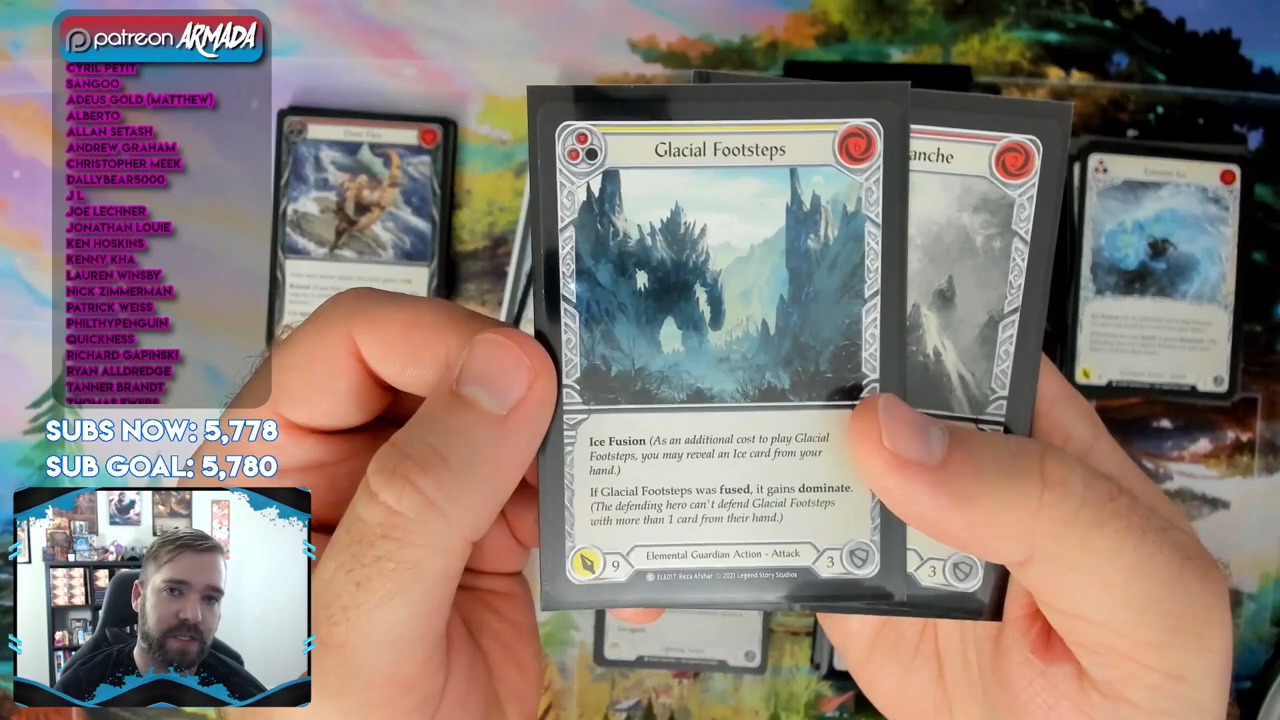 patreon ARMADA
CYRIL PETIT
SANGOO
ADEUS GOLD (MATTHEW)
ALBERTO
ALLAN SETASH
ANDREW GRAHAM
CHRISTOPHER MEEK
DALLYBEAR5000
J L
JOE LECHNER
JONATHAN LOUIE
KEN HOSKINS
KENNY KHA
LAUREN WINSBY
NICK ZIMMERMAN
PATRICK WEISS
PHILTHYPENGUIN
QUICKNESS
RICHARD GAPINSKI
RYAN ALLDREDGE
TANNER BRANDT
THOMAS EWERS
SUBS NOW: 5,778
SUB GOAL: 5,780
Glacial Footsteps
6
Ice Fusion (As an additional cost to play Glacial
Footsteps, you may reveal an Ice card from your
hand.)
If Glacial Footsteps was fused, it gains dominate.
(The defending hero can't defend Glacial Footsteps
with more than 1 card from their hand.)
9
Elemental Guardian Action - Attack
3
ELE017 Reza Afshar © 2021 Legend Story Studios
anche
2
3